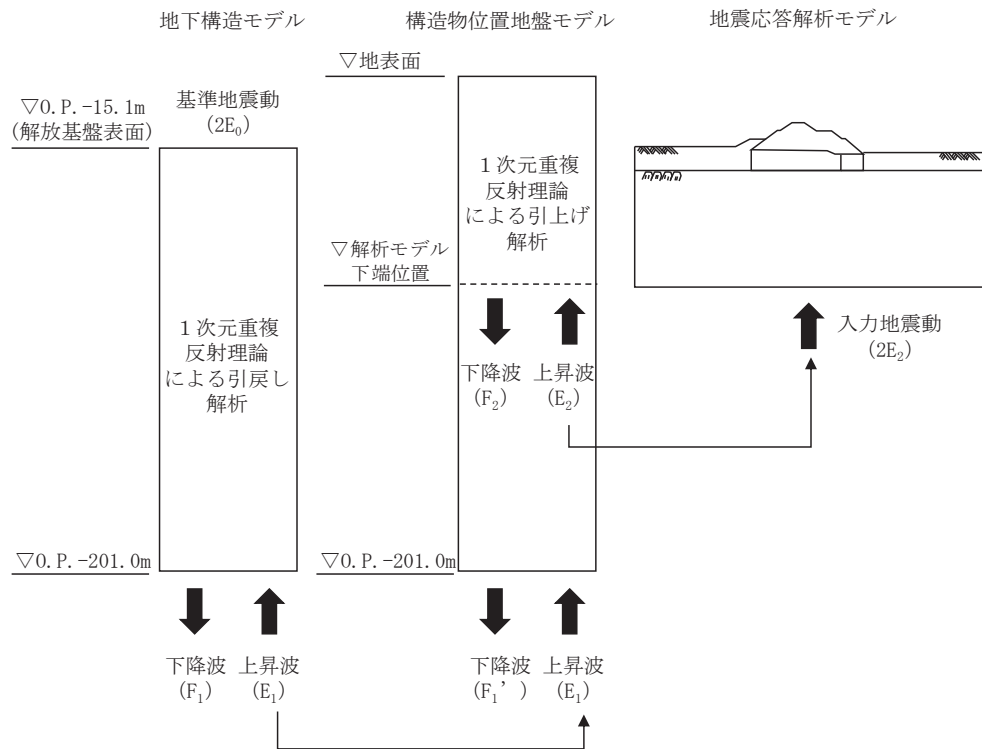 地下構造モデル
構造物位置地盤モデル
地震応答解析モデル
▽地表面
▽O.P.-15.1m
(解放基盤表面)
基準地震動
(2E₀)
1次元重複
反射理論
による引上げ
解析
▽解析モデル
下端位置
1次元重複
反射理論
による引戻し
解析
下降波
(F₂)
上昇波
(E₂)
入力地震動
(2E₂)
▽O.P.-201.0m
▽O.P.-201.0m
下降波
(F₁)
上昇波
(E₁)
下降波
(F₁’)
上昇波
(E₁)